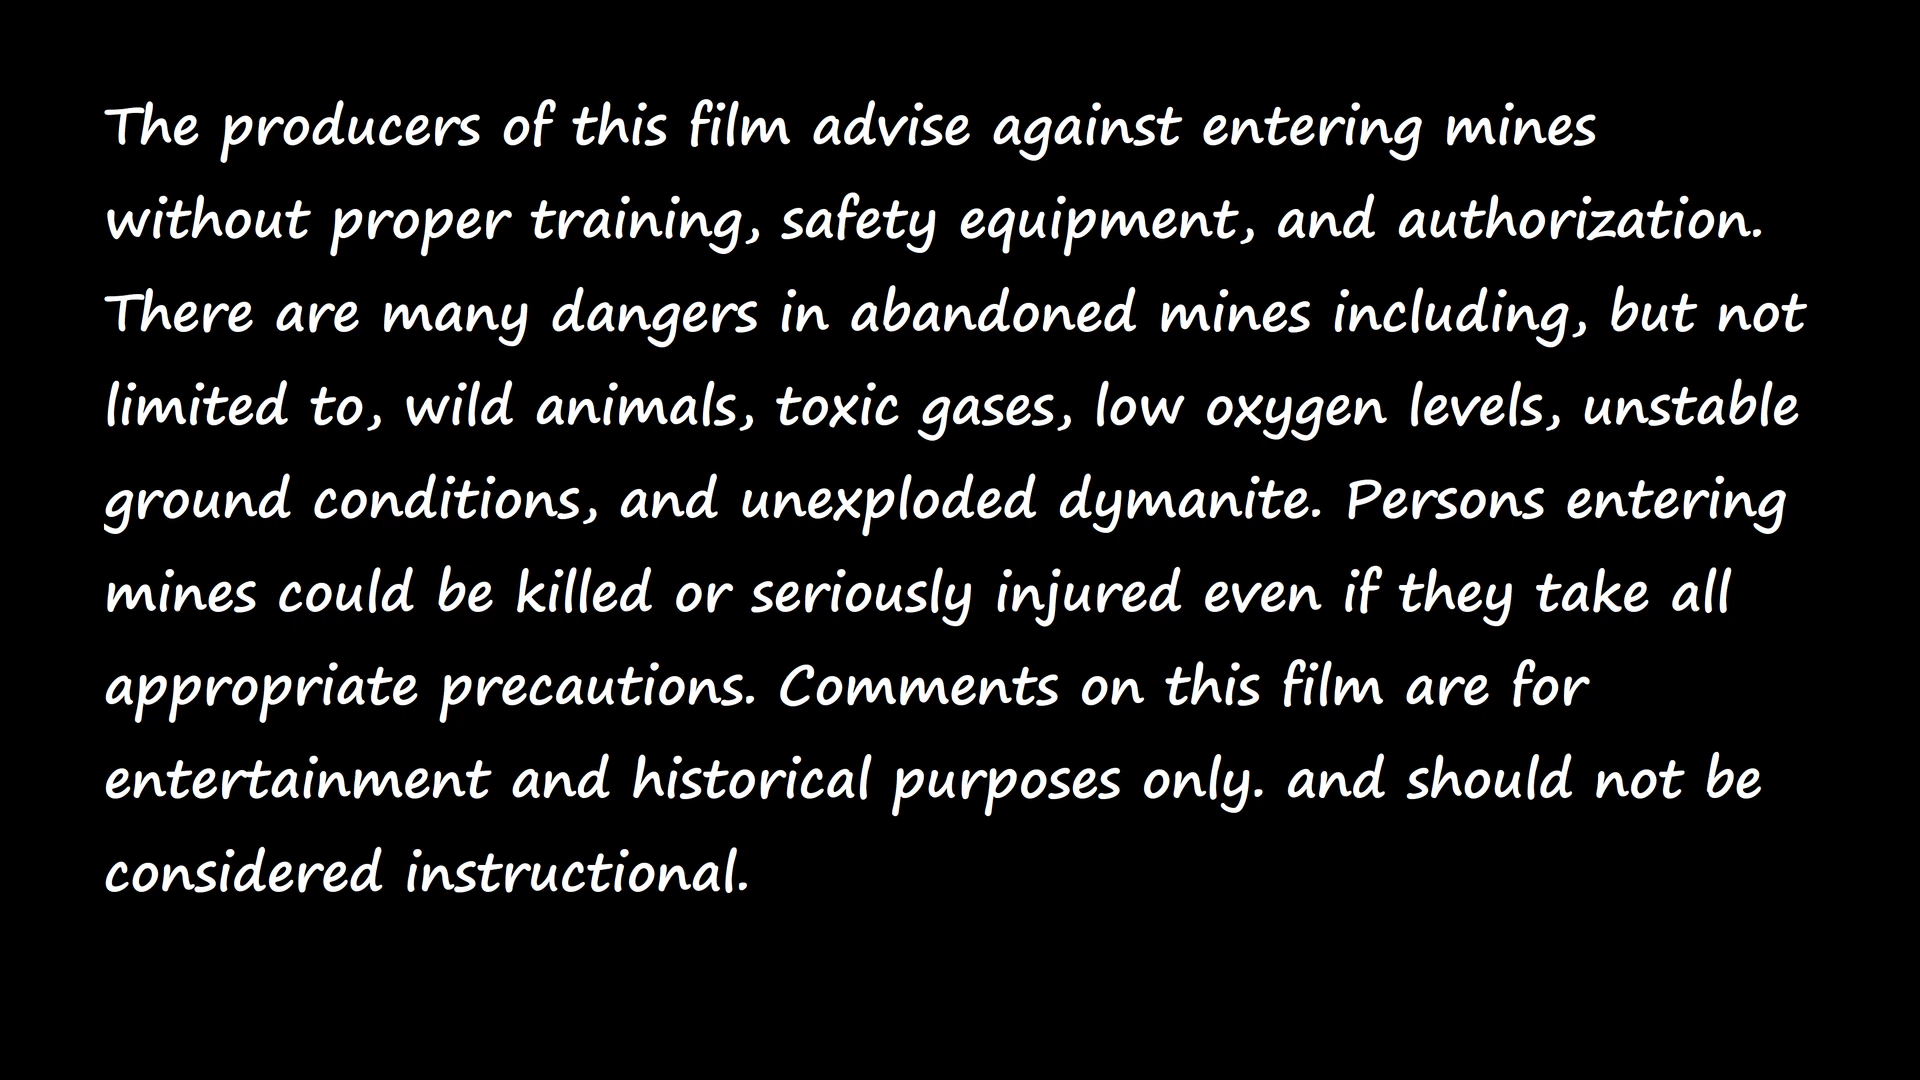 The producers of this film advise against entering mines
without proper training, safety equipment, and authorization.
There are many dangers in abandoned mines including, but not
limited to, wild animals, toxic gases, low oxygen levels, unstable
ground conditions, and unexploded dymanite. Persons entering
mines could be killed or seriously injured even if they take all
appropriate precautions. Comments on this film are for
entertainment and historical purposes only. and should not be
considered instructional.